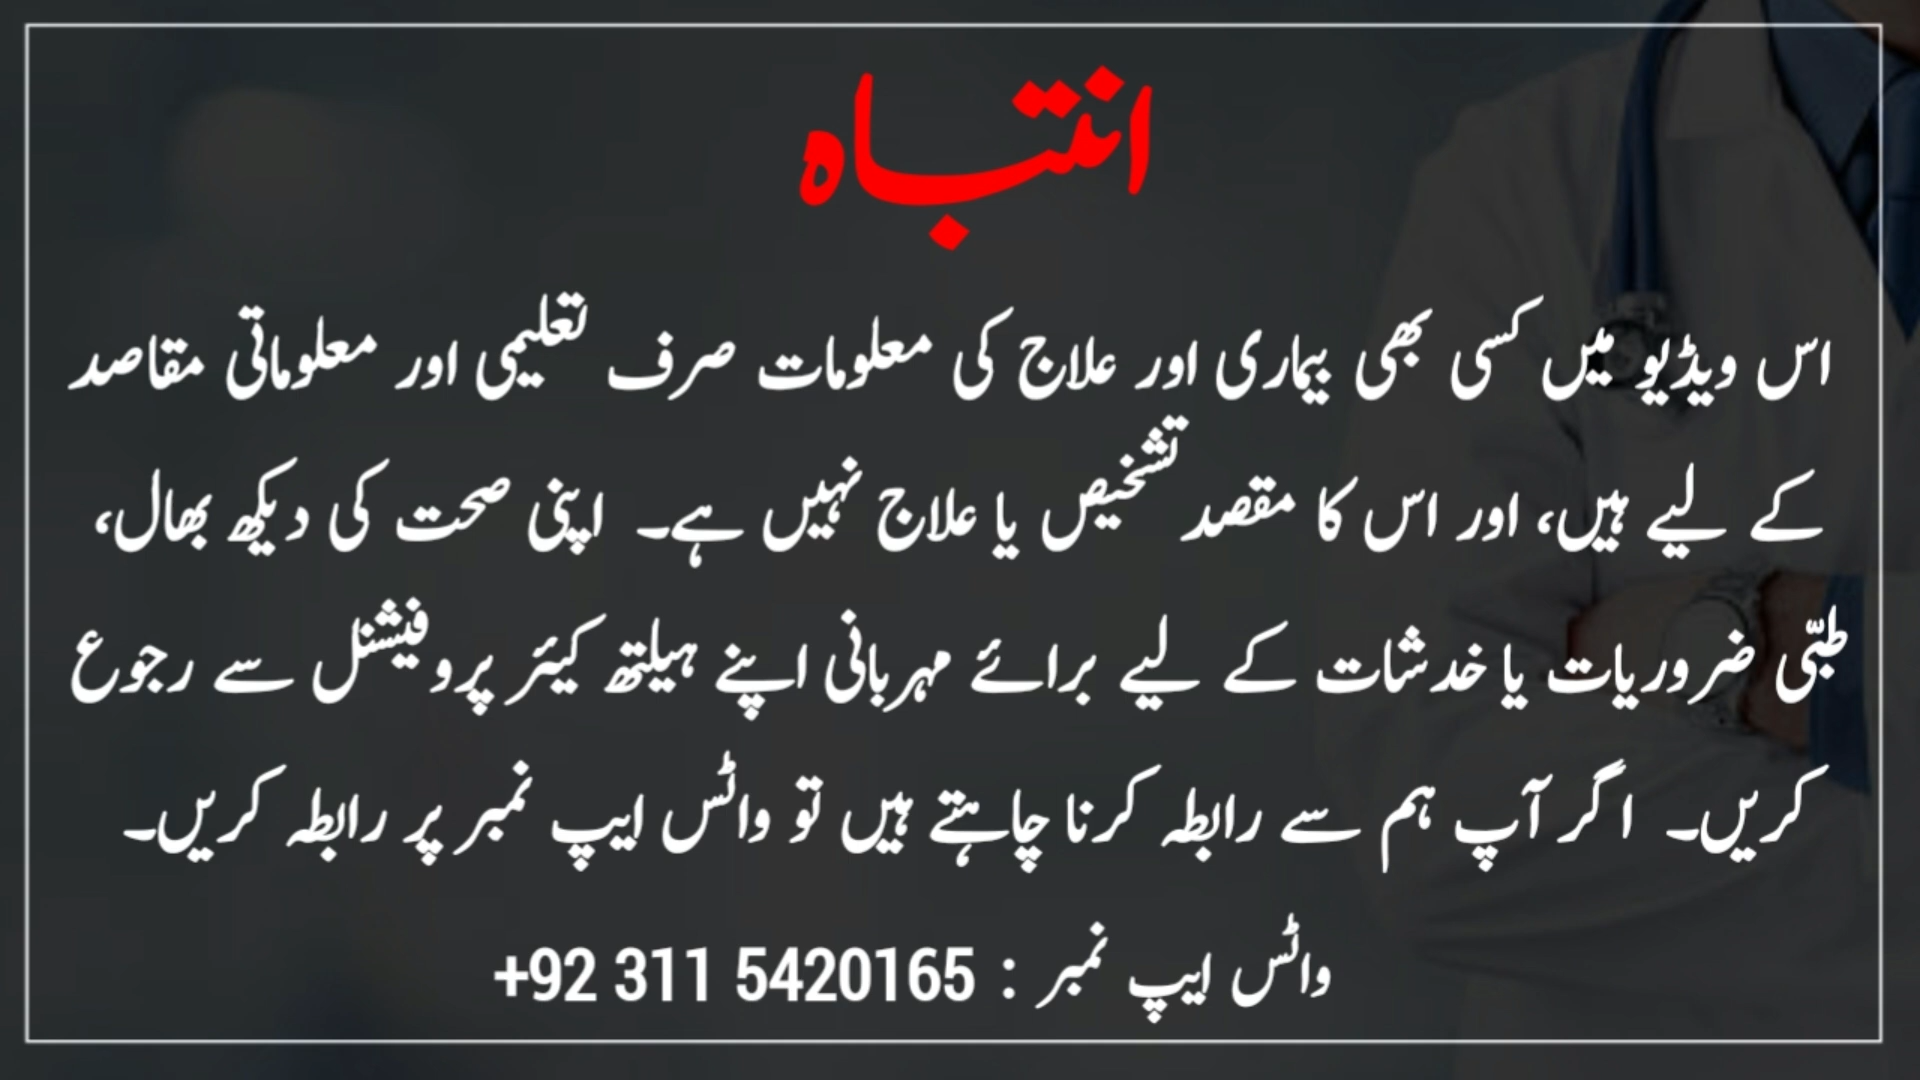 انتباہ
اس ویڈیو میں کسی بھی بیماری اور علاج کی معلومات صرف تعلیمی اور معلوماتی مقاصد
کے لیے ہیں، اور اس کا مقصد تشخیص یا علاج نہیں ہے۔ اپنی صحت کی دیکھ بھال،
طبّی ضروریات یا خدشات کے لیے برائے مہربانی اپنے ہیلتھ کیئر پروفیشنل سے رجوع
کریں۔ اگر آپ ہم سے رابطہ کرنا چاہتے ہیں تو واٹس ایپ نمبر پر رابطہ کریں۔
واٹس ایپ نمبر : +92 311 5420165